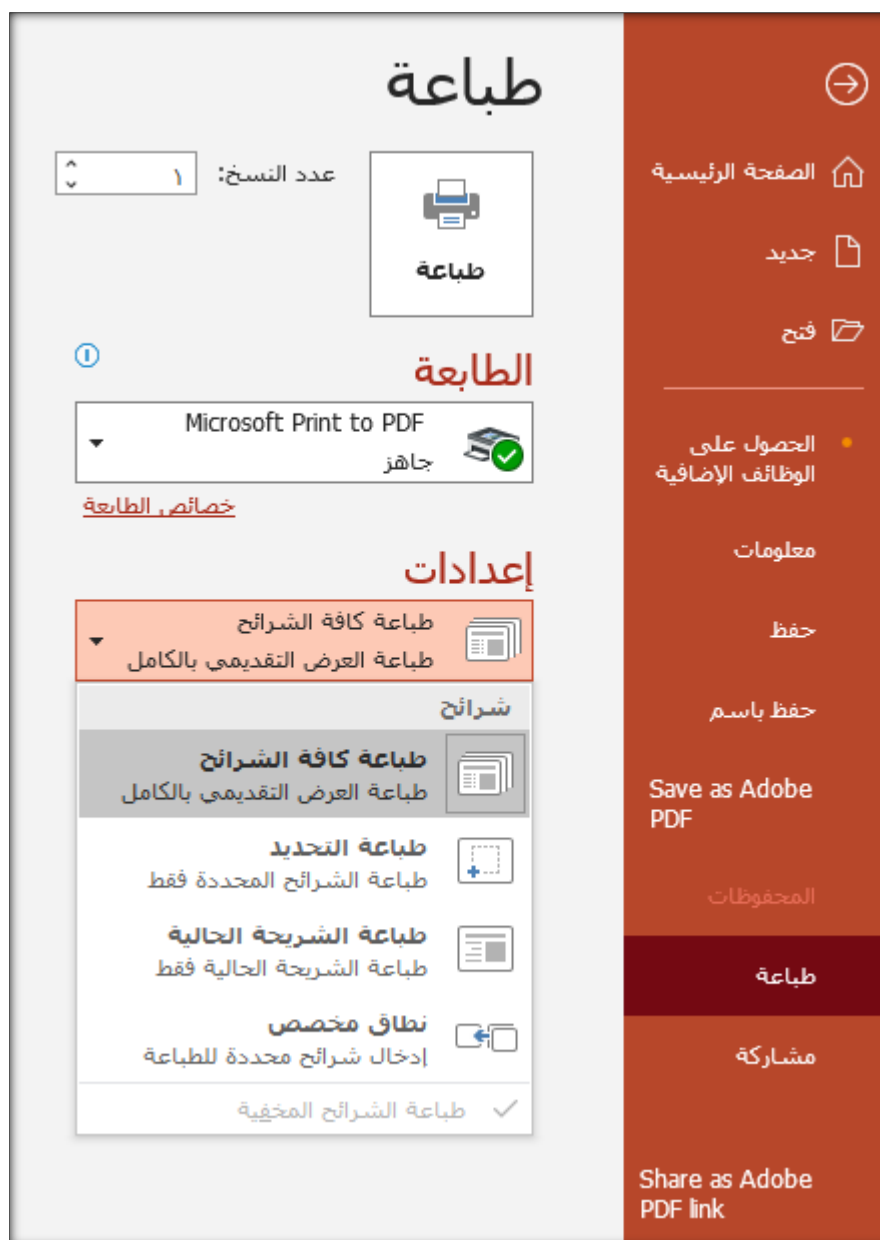 الصفحة الرئيسية
جديد
فتح
الحصول على
الوظائف الإضافية
معلومات
حفظ
حفظ باسم
Save as Adobe
PDF
المحفوظات
طباعة
مشاركة
Share as Adobe
PDF link
طباعة
طباعة
عدد النسخ: ١
الطابعة
Microsoft Print to PDF
جاهز
خصائص الطابعة
إعدادات
طباعة كافة الشرائح
طباعة العرض التقديمي بالكامل
شرائح
طباعة كافة الشرائح
طباعة العرض التقديمي بالكامل
طباعة التحديد
طباعة الشرائح المحددة فقط
طباعة الشريحة الحالية
طباعة الشريحة الحالية فقط
نطاق مخصص
إدخال شرائح محددة للطباعة
طباعة الشرائح المخفية